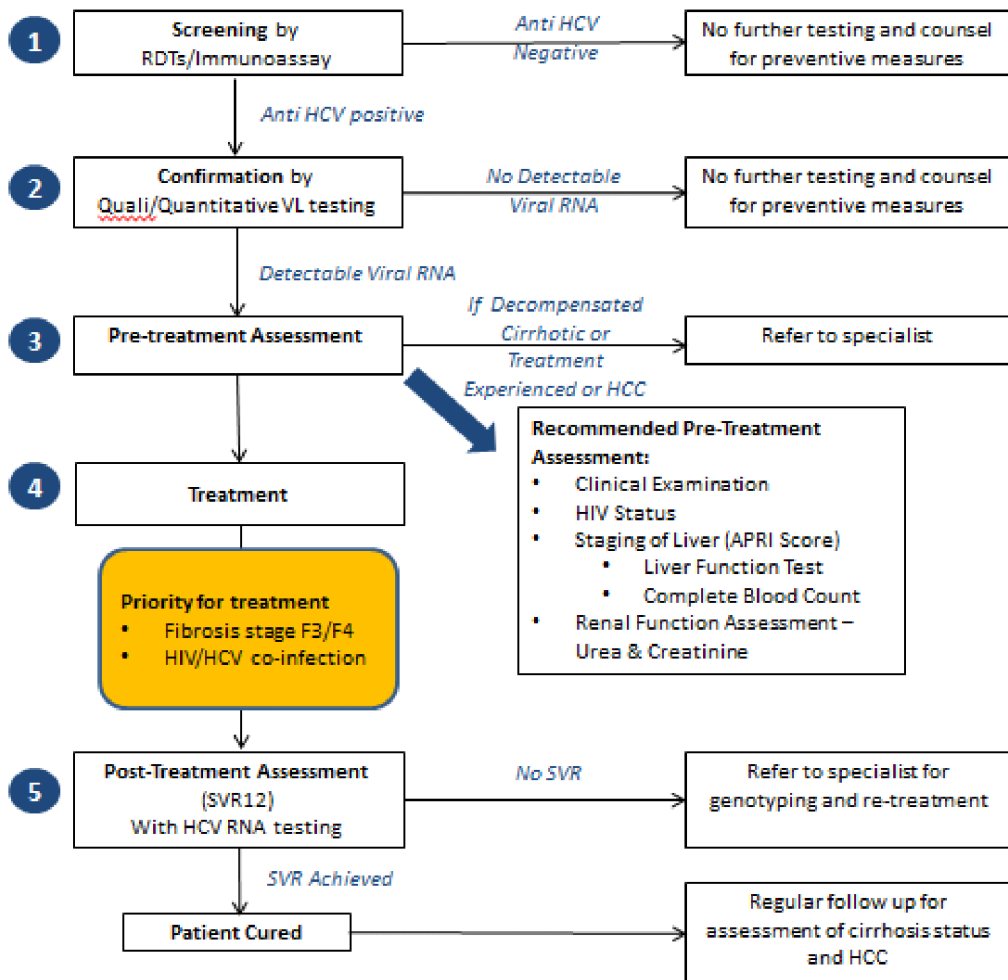 1
Screening by
RDTs/Immunoassay
Anti HCV
Negative
No further testing and counsel
for preventive measures
Anti HCV positive
2
Confirmation by
Quali/Quantitative VL testing
No Detectable
Viral RNA
No further testing and counsel
for preventive measures
Detectable Viral RNA
3
Pre-treatment Assessment
If Decompensated
Cirrhotic or
Treatment
Experienced or HCC
Refer to specialist
Recommended Pre-Treatment
Assessment:
• Clinical Examination
• HIV Status
• Staging of Liver (APRI Score)
• Liver Function Test
• Complete Blood Count
• Renal Function Assessment –
Urea & Creatinine
4
Treatment
Priority for treatment
• Fibrosis stage F3/F4
• HIV/HCV co-infection
5
Post-Treatment Assessment
(SVR12)
With HCV RNA testing
No SVR
Refer to specialist for
genotyping and re-treatment
SVR Achieved
Patient Cured
Regular follow up for
assessment of cirrhosis status
and HCC